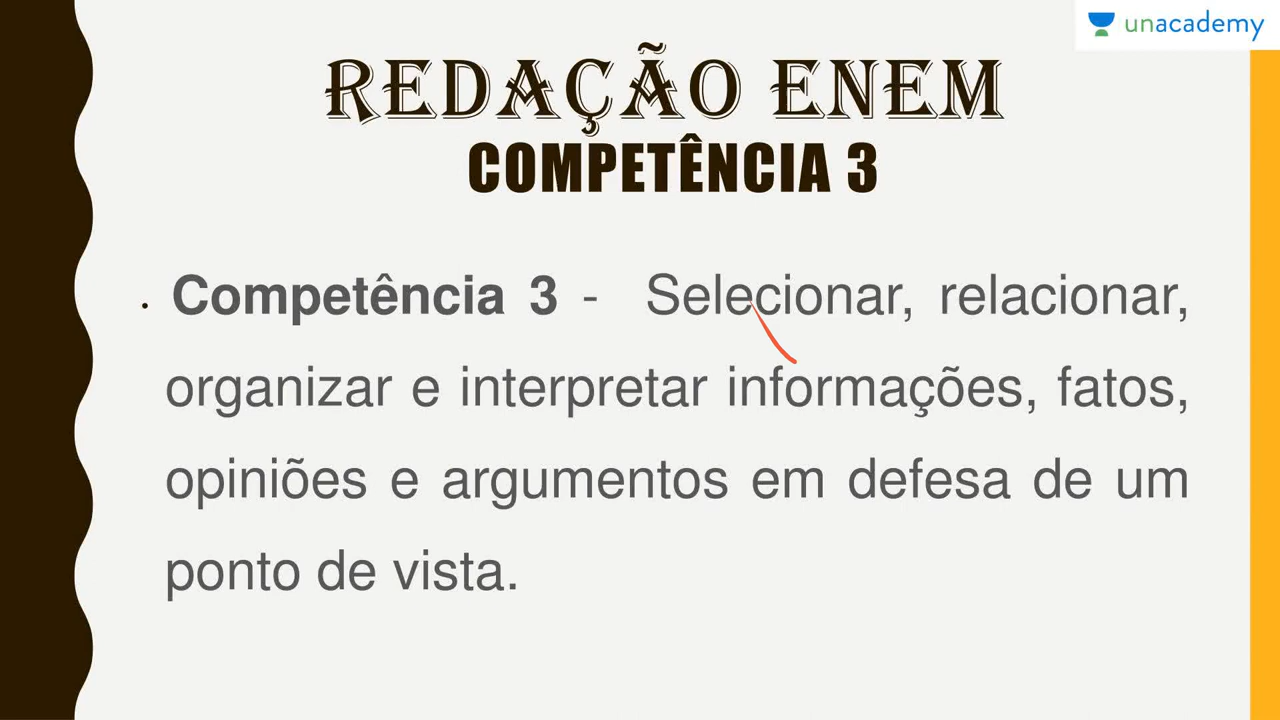 unacademy
REDAÇÃO ENEM
COMPETÊNCIA 3
• Competência 3 - Selecionar, relacionar,
organizar e interpretar informações, fatos,
opiniões e argumentos em defesa de um
ponto de vista.